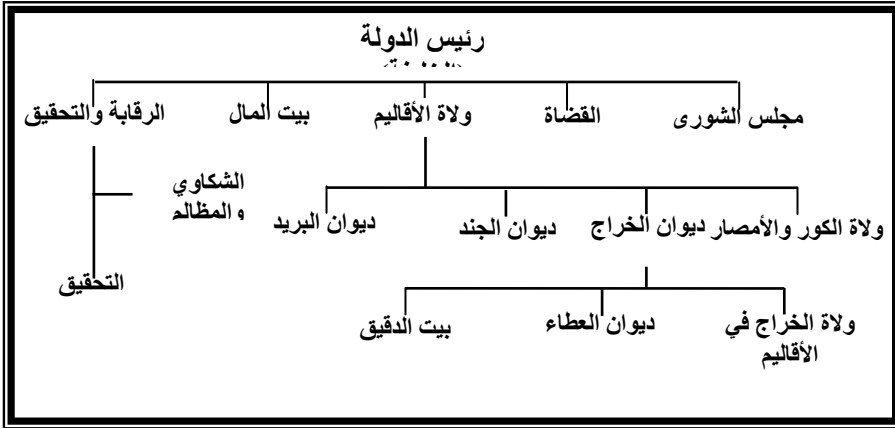 رئيس الدولة
مجلس الشورى
القضاة
ولاة الأقاليم
بيت المال
الرقابة والتحقيق
الشكاوي
والمظالم
التحقيق
ولاة الكور والأمصار
ديوان الخراج
ديوان الجند
ديوان البريد
ولاة الخراج في
الأقاليم
ديوان العطاء
بيت الدقيق